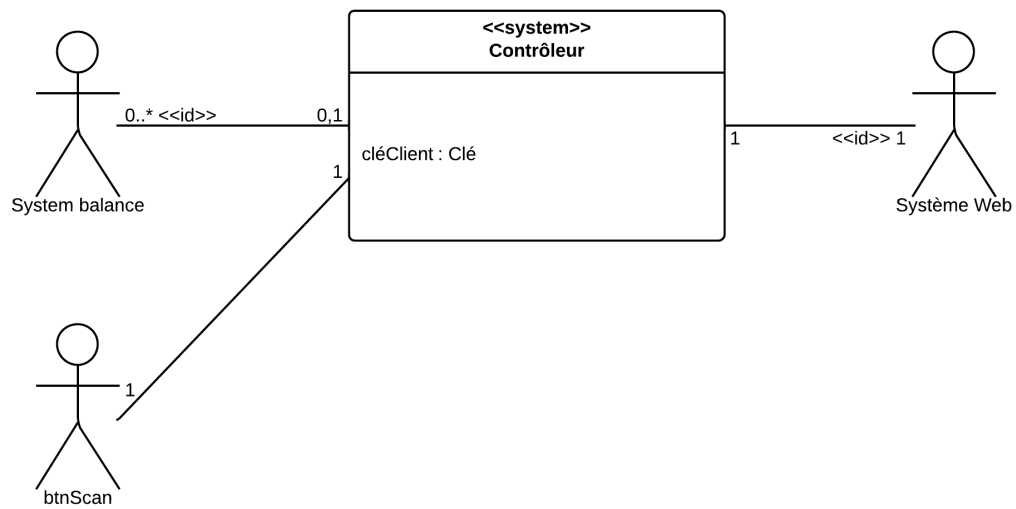 <<system>>
Contrôleur
0..* <<id>>
0,1
1
<<id>> 1
cléClient : Clé
1
System balance
Système Web
1
btnScan